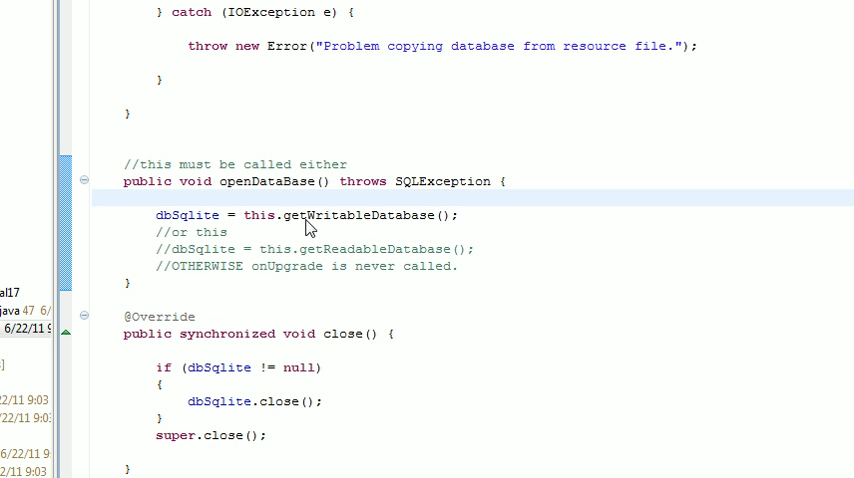 } catch (IOException e) {
throw new Error("Problem copying database from resource file.");
}
}
//this must be called either
public void openDataBase() throws SQLException {
dbSqlite = this.getWritableDatabase();
//or this
//dbSqlite = this.getReadableDatabase();
//OTHERWISE onUpgrade is never called.
}
@Override
public synchronized void close() {
if (dbSqlite != null)
{
dbSqlite.close();
}
super.close();
}
al17
java 47 6/
6/22/11 9
s]
22/11 9:03
/22/11 9:03
6/22/11 9:
2/11 9:03